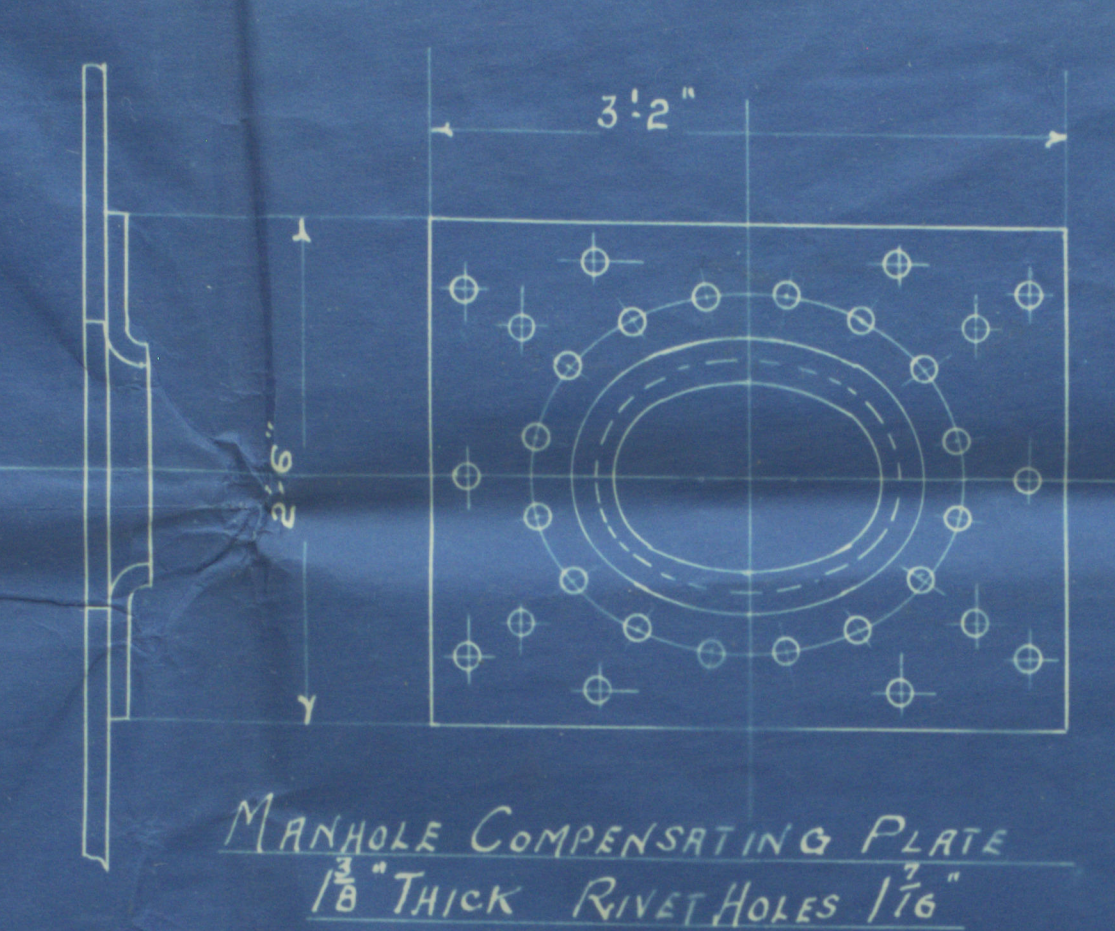 3'-2"
2'-6"
MANHOLE COMPENSATING PLATE
1 3/8" THICK RIVET HOLES 1 7/16"